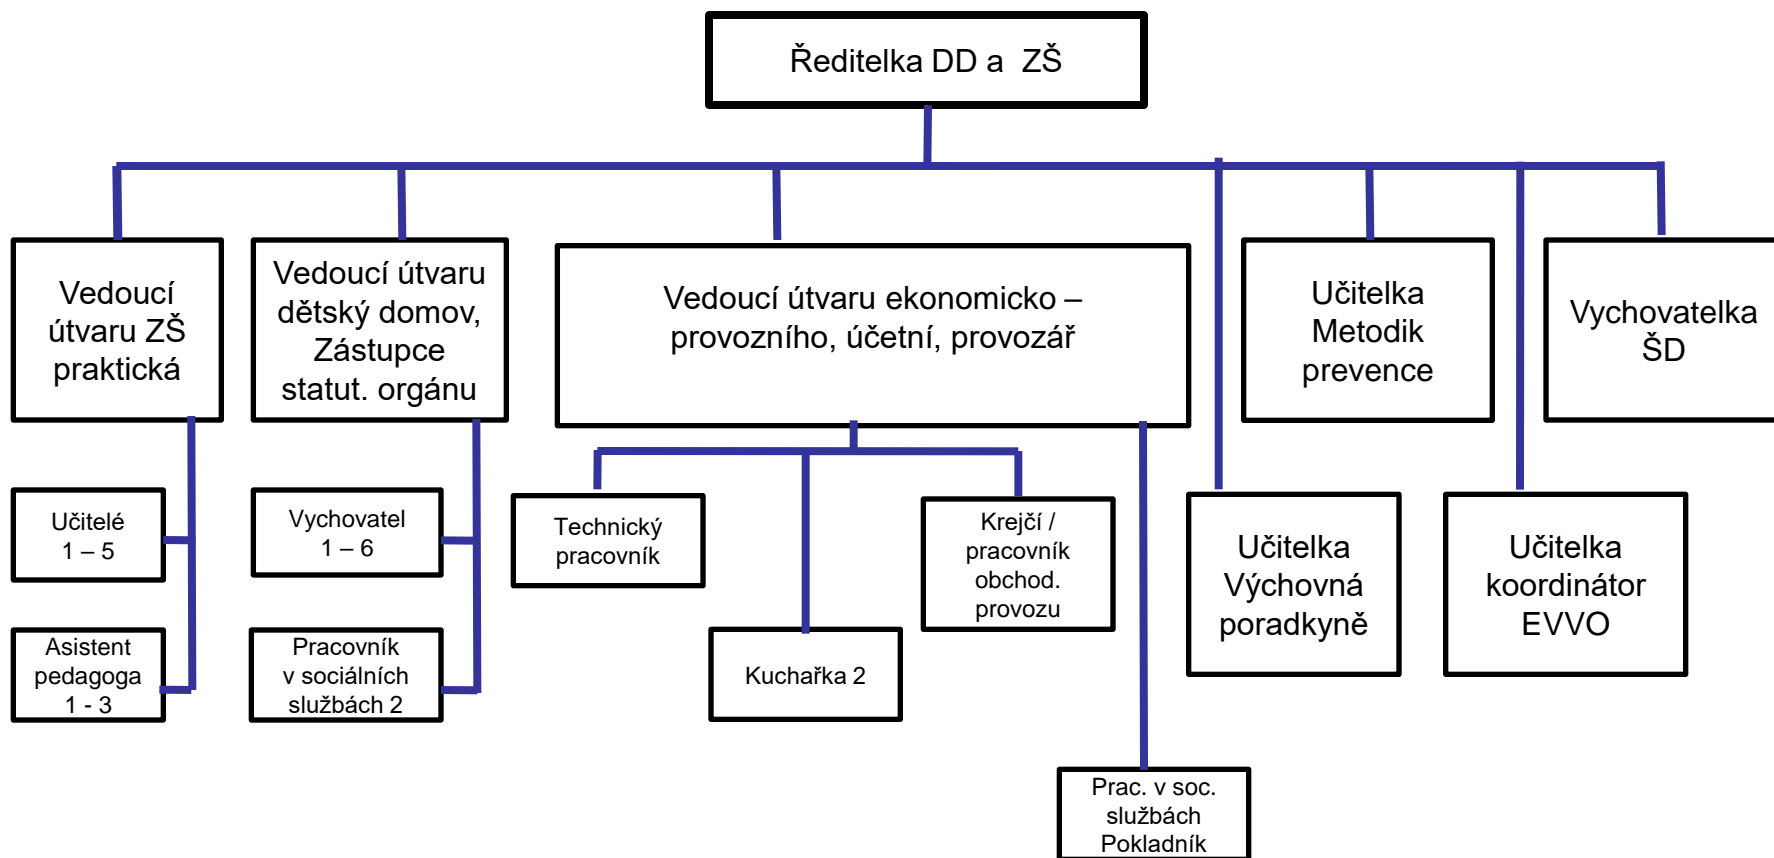 Ředitelka DD a ZŠ
Vedoucí
útvaru ZŠ
praktická
Vedoucí útvaru
dětský domov,
Zástupce
statut. orgánu
Vedoucí útvaru ekonomicko –
provozního, účetní, provozář
Učitelka
Metodik
prevence
Vychovatelka
ŠD
Učitelé
1 – 5
Vychovatel
1 – 6
Technický
pracovník
Krejčí /
pracovník
obchod.
provozu
Učitelka
Výchovná
poradkyně
Učitelka
koordinátor
EVVO
Asistent
pedagoga
1 - 3
Pracovník
v sociálních
službách 2
Kuchařka 2
Prac. v soc.
službách
Pokladník